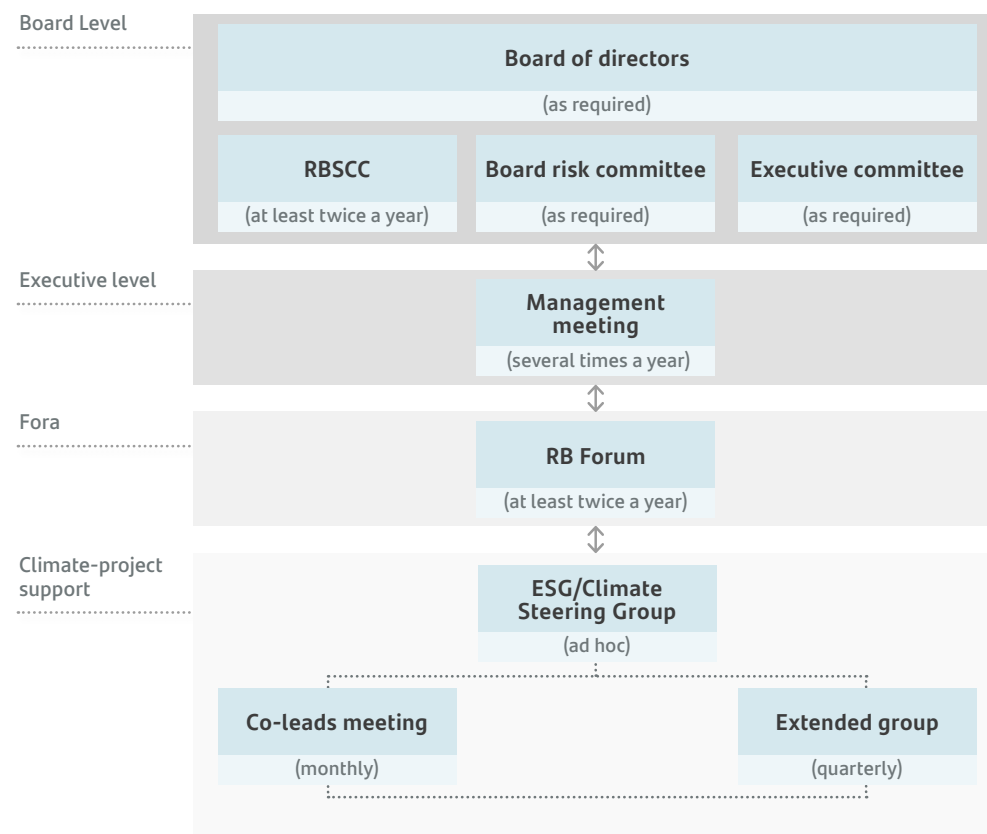 Board Level
Board of directors
(as required)
RBSCC
(at least twice a year)
Board risk committee
(as required)
Executive committee
(as required)
Executive level
Management
meeting
(several times a year)
Fora
RB Forum
(at least twice a year)
Climate-project
support
ESG/Climate
Steering Group
(ad hoc)
Co-leads meeting
(monthly)
Extended group
(quarterly)